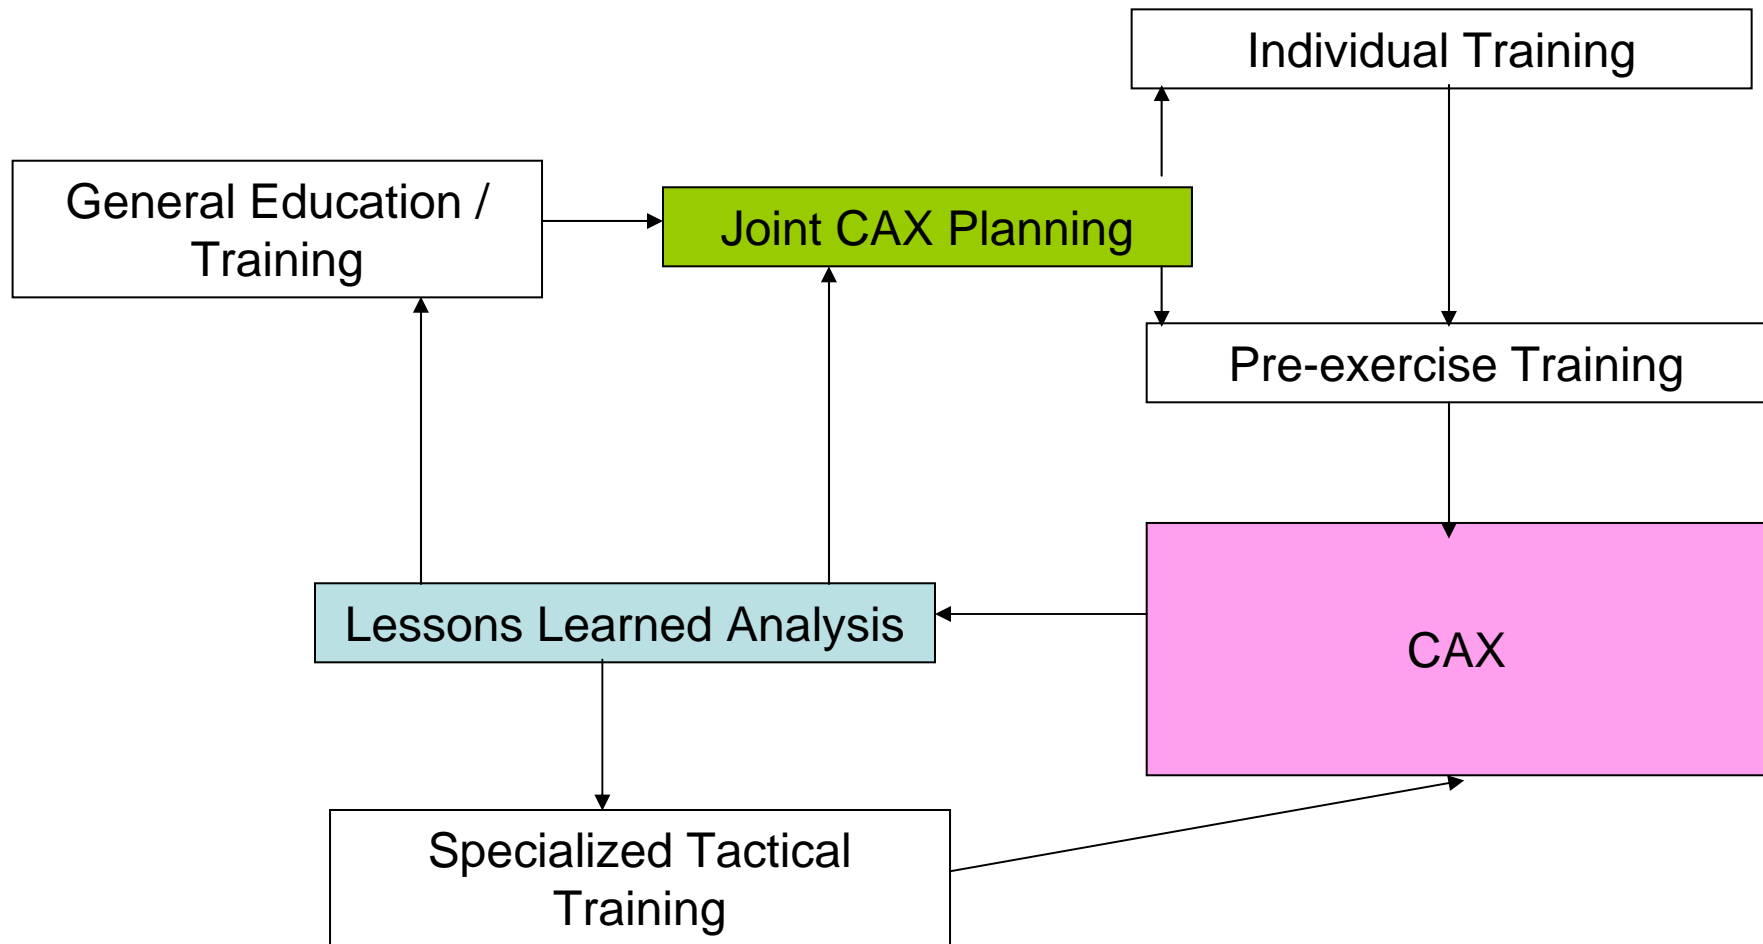 Individual Training
General Education /
Training
Joint CAX Planning
Pre-exercise Training
Lessons Learned Analysis
CAX
Specialized Tactical
Training